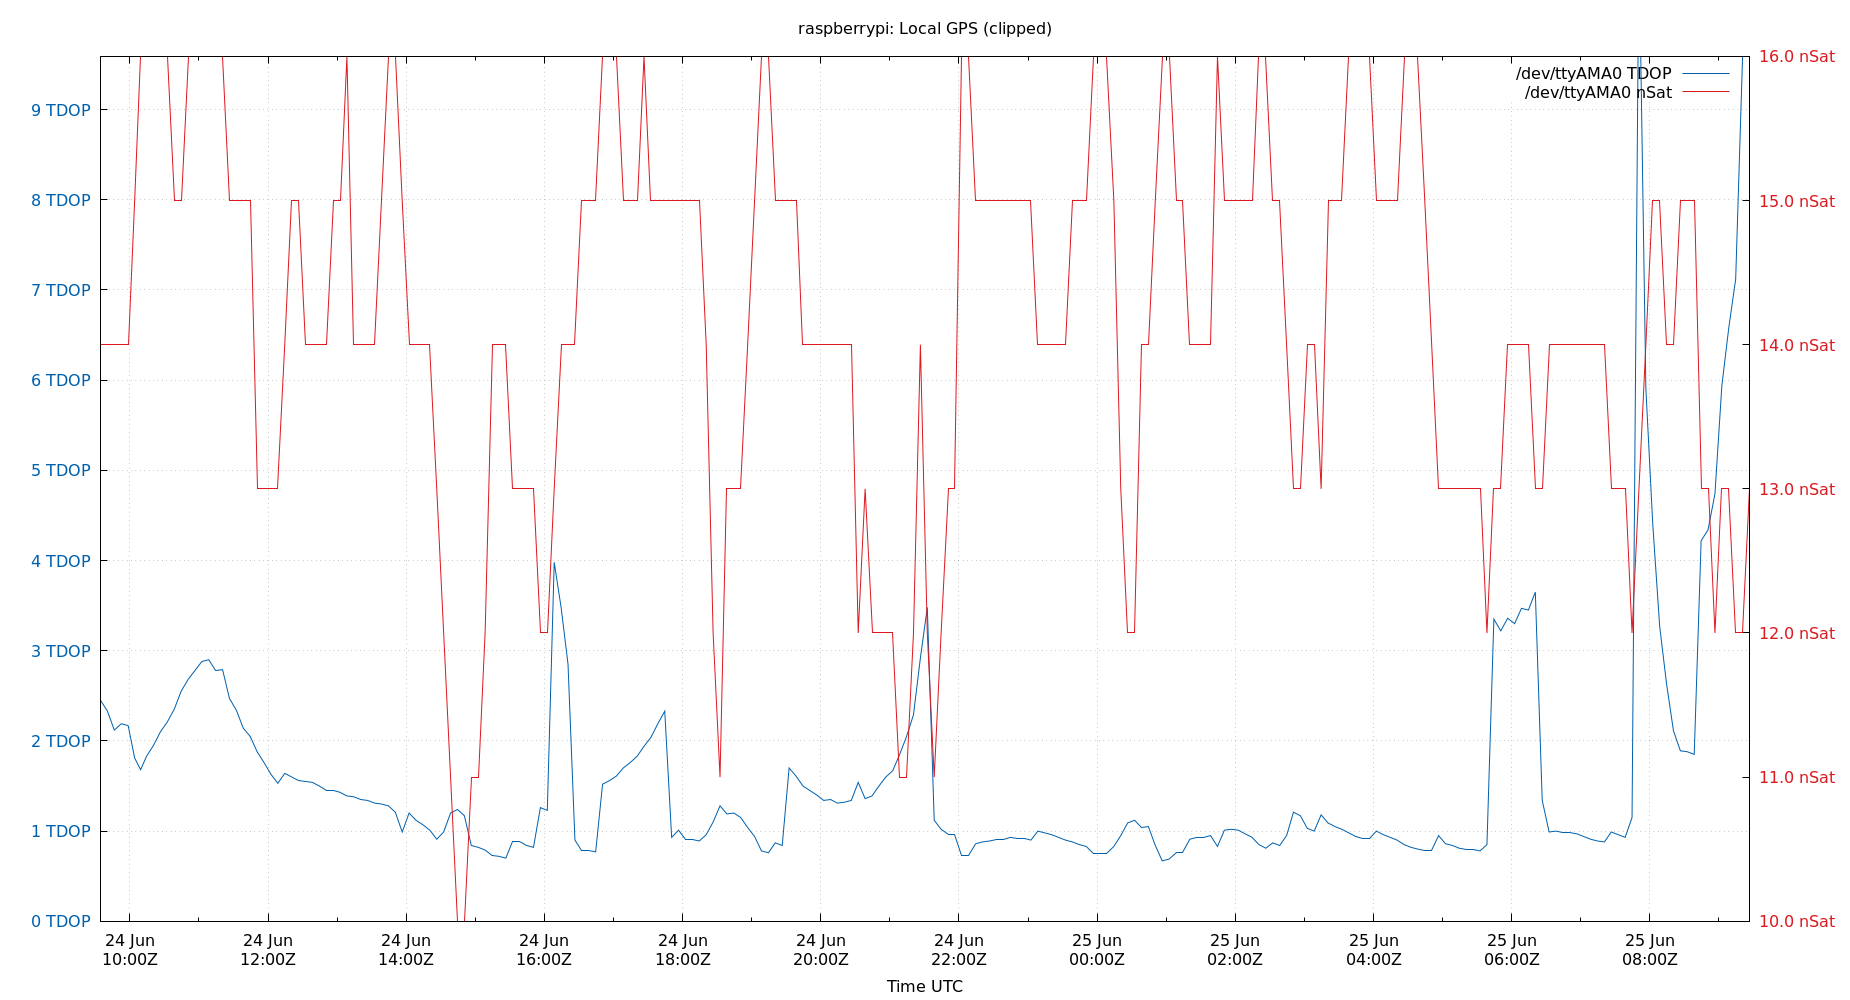 raspberrypi: Local GPS (clipped)
16.0 nSat
/dev/ttyAMA0 TDOP
/dev/ttyAMA0 nSat
9 TDOP
8 TDOP
15.0 nSat
7 TDOP
14.0 nSat
6 TDOP
5 TDOP
13.0 nSat
4 TDOP
12.0 nSat
3 TDOP
11.0 nSat
2 TDOP
1 TDOP
0 TDOP
10.0 nSat
24 Jun 24 Jun 24 Jun 24 Jun 24 Jun 24 Jun 24 Jun 25 Jun 25 Jun 25 Jun 25 Jun 25 Jun
10:00Z 12:00Z 14:00Z 16:00Z 18:00Z 20:00Z 22:00Z 00:00Z 02:00Z 04:00Z 06:00Z 08:00Z
Time UTC